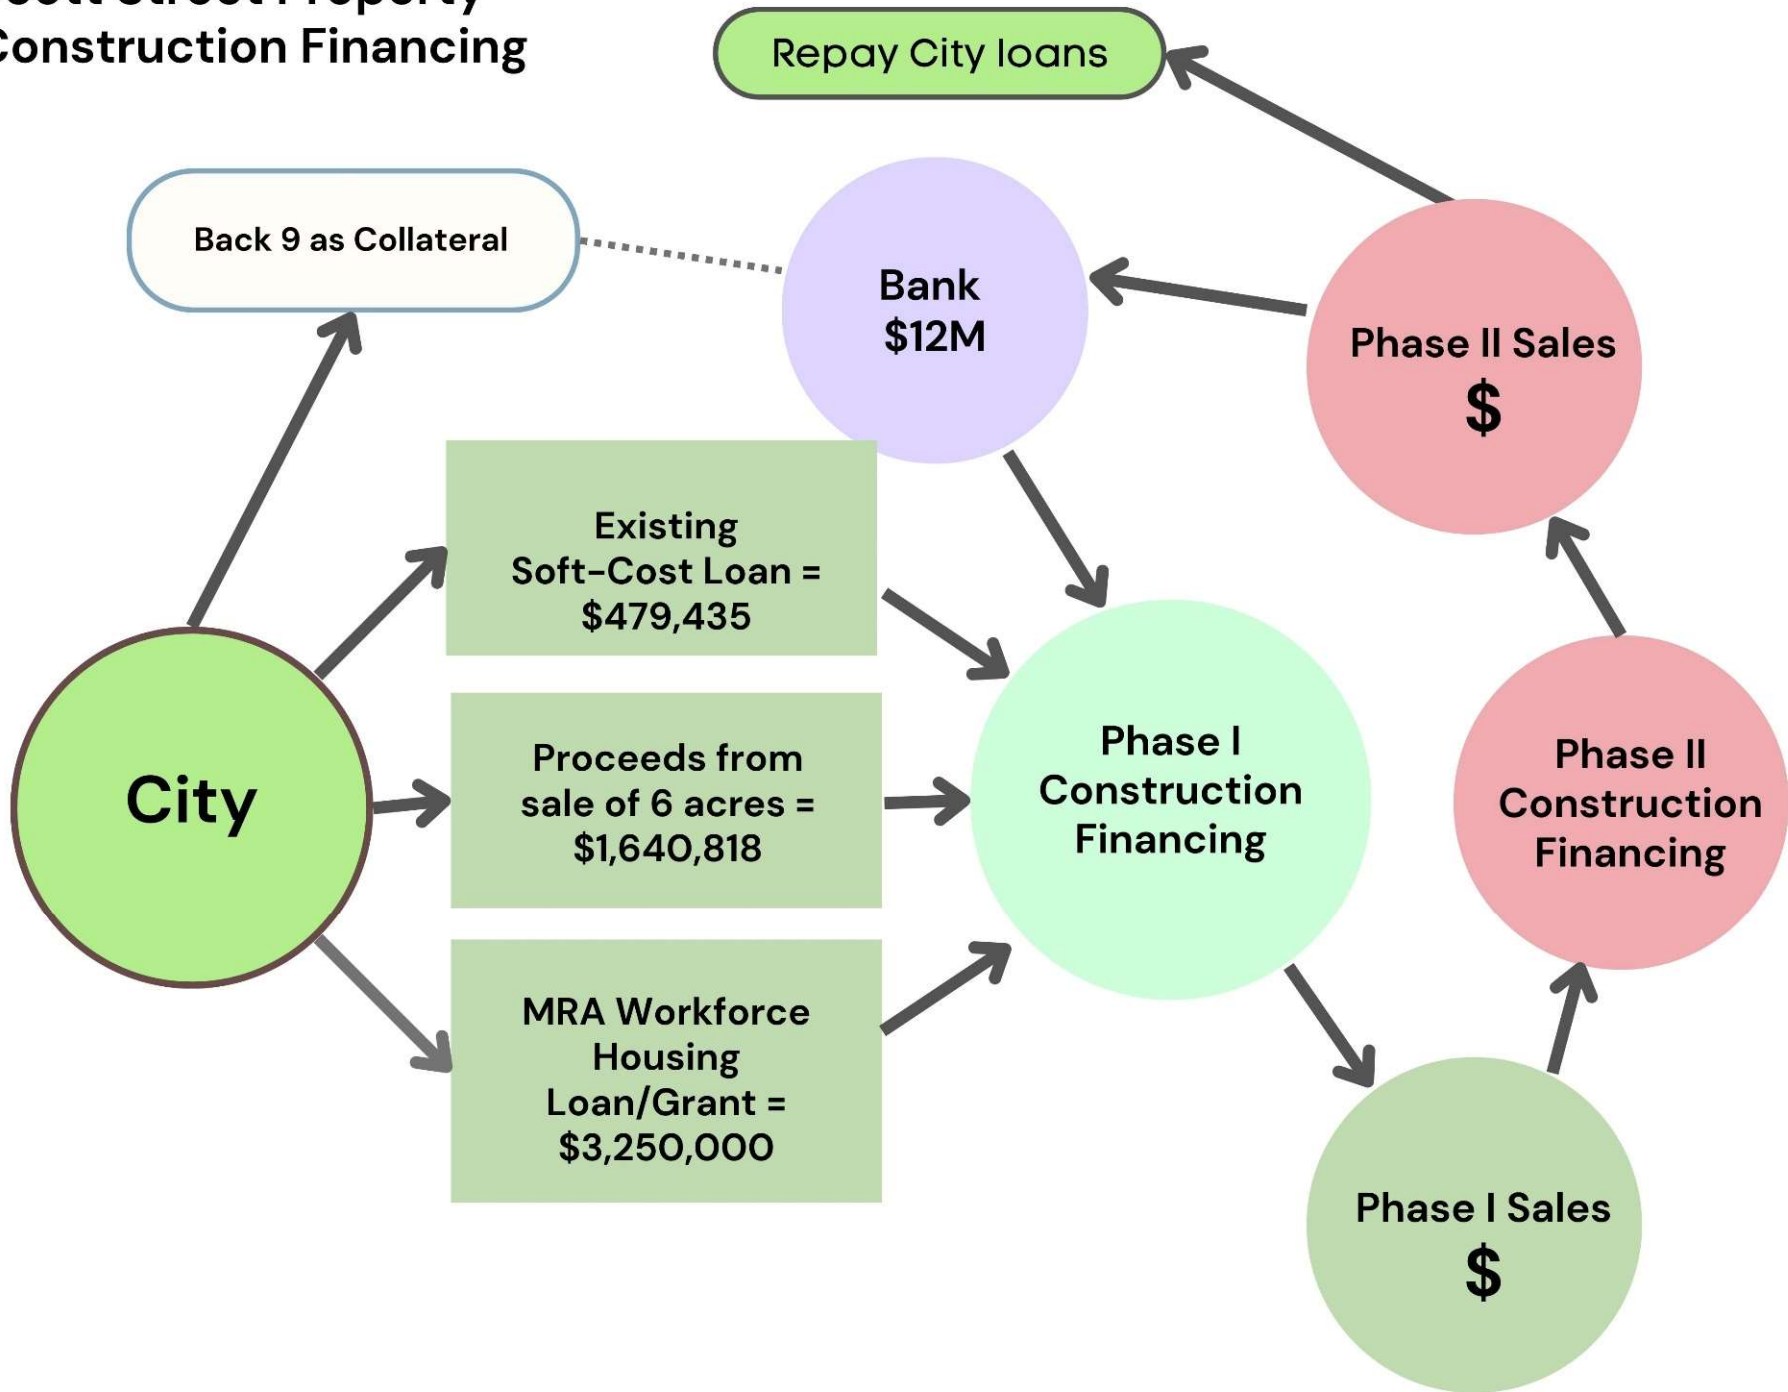 Street Property
Construction Financing
Repay City loans
Back 9 as Collateral
Bank
$12M
Phase II Sales
$
Existing
Soft-Cost Loan =
$479,435
City
Proceeds from
sale of 6 acres =
$1,640,818
Phase I
Construction
Financing
Phase II
Construction
Financing
MRA Workforce
Housing
Loan/Grant =
$3,250,000
Phase I Sales
$